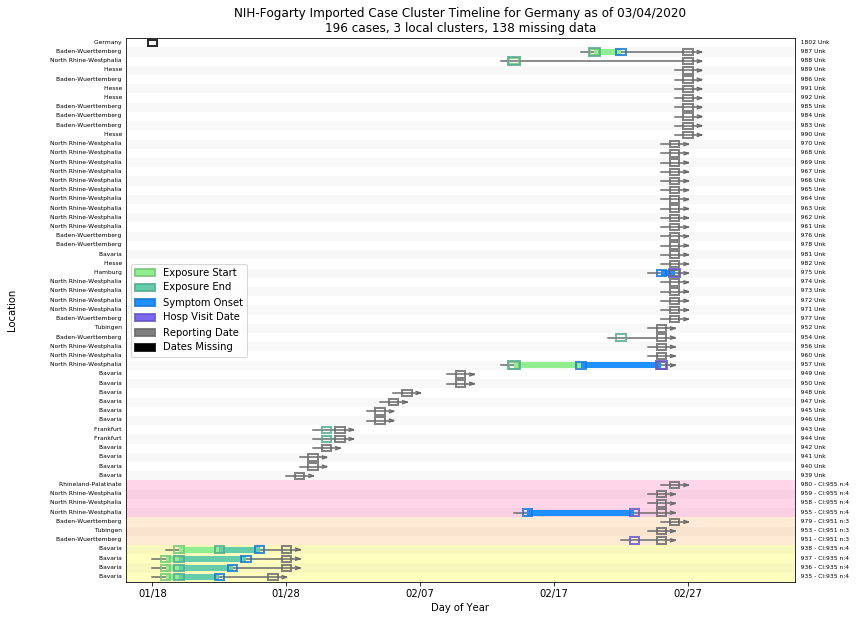 NIH-Fogarty Imported Case Cluster Timeline for Germany as of 03/04/2020
196 cases, 3 local clusters, 138 missing data
Germany 1802 Unk
Baden-Wuerttemberg 987 Unk
North Rhine-Westphalia 988 Unk
Hesse 989 Unk
Baden-Wuerttemberg 986 Unk
Hesse 991 Unk
Hesse 992 Unk
Baden-Wuerttemberg 985 Unk
Baden-Wuerttemberg 984 Unk
Baden-Wuerttemberg 983 Unk
Hesse 990 Unk
North Rhine-Westphalia 970 Unk
North Rhine-Westphalia 968 Unk
North Rhine-Westphalia 969 Unk
North Rhine-Westphalia 967 Unk
North Rhine-Westphalia 966 Unk
North Rhine-Westphalia 965 Unk
North Rhine-Westphalia 964 Unk
North Rhine-Westphalia 963 Unk
North Rhine-Westphalia 962 Unk
North Rhine-Westphalia 961 Unk
Baden-Wuerttemberg 976 Unk
Baden-Wuerttemberg 978 Unk
Bavaria 981 Unk
Hesse 982 Unk
Hamburg 975 Unk
North Rhine-Westphalia 974 Unk
North Rhine-Westphalia 973 Unk
North Rhine-Westphalia 972 Unk
North Rhine-Westphalia 971 Unk
Baden-Wuerttemberg 977 Unk
Tübingen 952 Unk
Baden-Wuerttemberg 954 Unk
North Rhine-Westphalia 956 Unk
North Rhine-Westphalia 960 Unk
North Rhine-Westphalia 957 Unk
Bavaria 949 Unk
Bavaria 950 Unk
Bavaria 948 Unk
Bavaria 947 Unk
Bavaria 945 Unk
Bavaria 946 Unk
Frankfurt 943 Unk
Frankfurt 944 Unk
Bavaria 942 Unk
Bavaria 941 Unk
Bavaria 940 Unk
Bavaria 939 Unk
Rhineland-Palatinate 980 - Cl:955 n:4
North Rhine-Westphalia 959 - Cl:955 n:4
North Rhine-Westphalia 958 - Cl:955 n:4
North Rhine-Westphalia 955 - Cl:955 n:4
Baden-Wuerttemberg 979 - Cl:951 n:3
Tübingen 953 - Cl:951 n:3
Baden-Wuerttemberg 951 - Cl:951 n:3
Bavaria 938 - Cl:935 n:4
Bavaria 937 - Cl:935 n:4
Bavaria 936 - Cl:935 n:4
Bavaria 935 - Cl:935 n:4
Exposure Start
Exposure End
Symptom Onset
Hosp Visit Date
Reporting Date
Dates Missing
Location
01/18 01/28 02/07 02/17 02/27
Day of Year